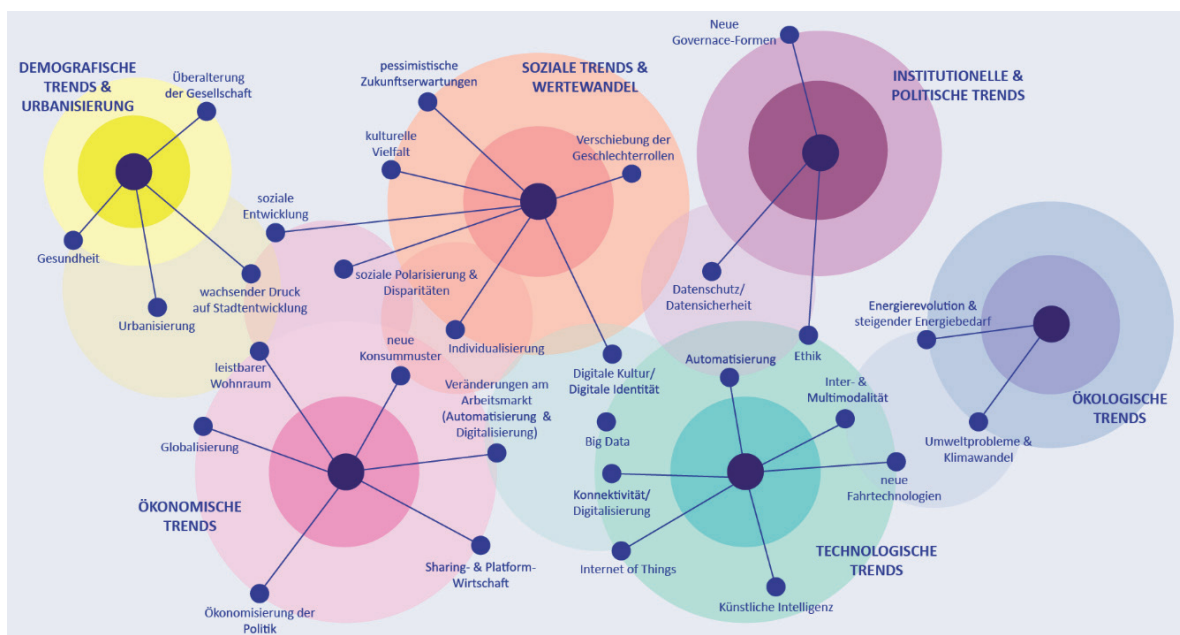 DEMOGRAFISCHE
TRENDS &
URBANISIERUNG
Überalterung
der Gesellschaft
Gesundheit
Urbanisierung
wachsender Druck
auf Stadtentwicklung
SOZIALE TRENDS &
WERTEWANDEL
pessimistische
Zukunftserwartungen
kulturelle
Vielfalt
Verschiebung der
Geschlechterrollen
soziale
Entwicklung
soziale Polarisierung &
Disparitäten
Individualisierung
Digitale Kultur/
Digitale Identität
INSTITUTIONELLE &
POLITISCHE TRENDS
Neue
Governace-Formen
Datenschutz/
Datensicherheit
Ethik
ÖKOLOGISCHE
TRENDS
Energierevolution &
steigender Energiebedarf
Umweltprobleme &
Klimawandel
ÖKONOMISCHE
TRENDS
leistbarer
Wohnraum
neue
Konsummuster
Veränderungen am
Arbeitsmarkt
(Automatisierung &
Digitalisierung)
Globalisierung
Sharing- & Platform-
Wirtschaft
Ökonomisierung der
Politik
TECHNOLOGISCHE
TRENDS
Automatisierung
Inter- &
Multimodalität
Big Data
Konnektivität/
Digitalisierung
neue
Fahrtechnologien
Internet of Things
Künstliche Intelligenz